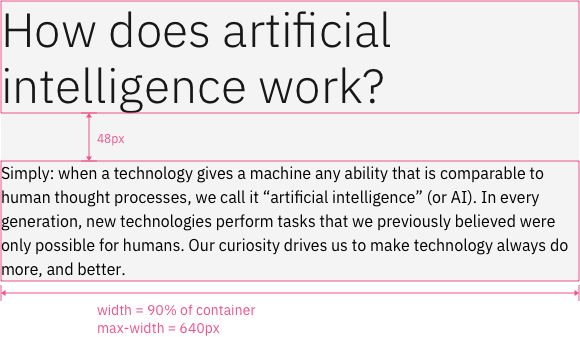 How does artificial
intelligence work?
48px
Simply: when a technology gives a machine any ability that is comparable to
human thought processes, we call it “artificial intelligence” (or AI). In every
generation, new technologies perform tasks that we previously believed were
only possible for humans. Our curiosity drives us to make technology always do
more, and better.
width = 90% of container
max-width = 640px